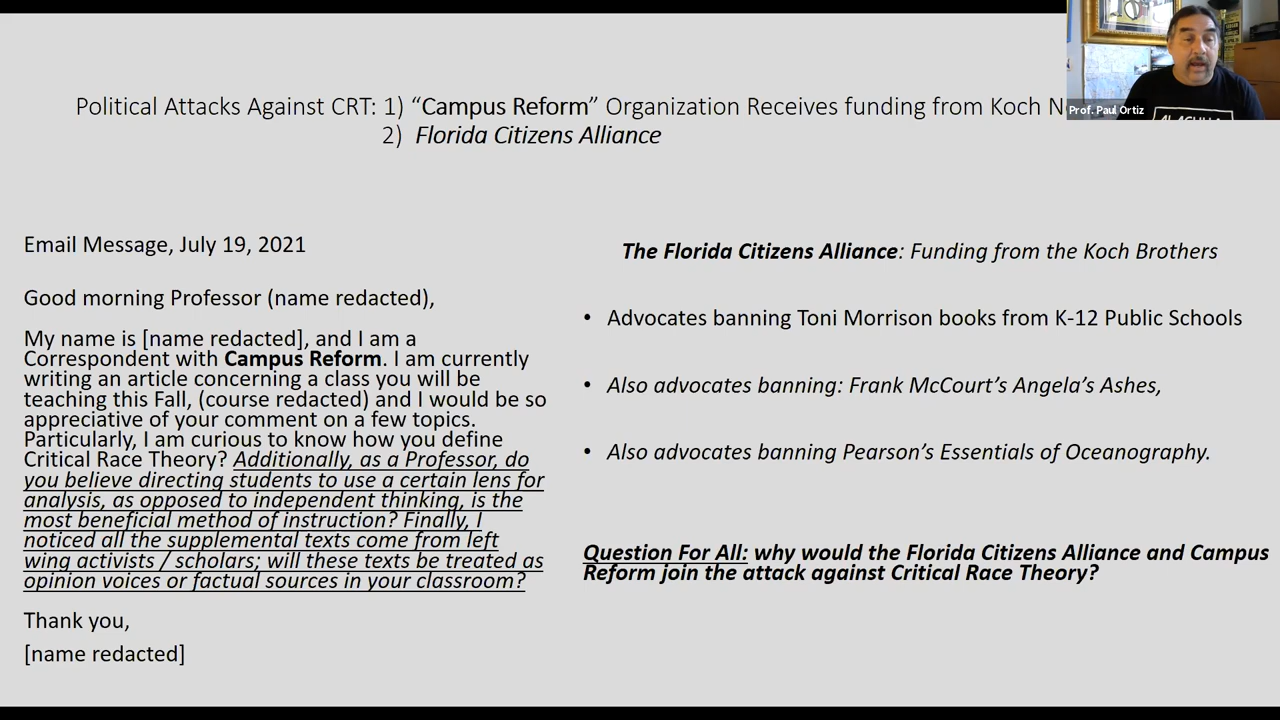 Political Attacks Against CRT: 1) “Campus Reform” Organization Receives funding from Koch
2) Florida Citizens Alliance
Prof. Paul Ortiz
Email Message, July 19, 2021
Good morning Professor (name redacted),
My name is [name redacted], and I am a
Correspondent with Campus Reform. I am currently
writing an article concerning a class you will be
teaching this Fall, (course redacted) and I would be so
appreciative of your comment on a few topics.
Particularly, I am curious to know how you define
Critical Race Theory? Additionally, as a Professor, do
you believe directing students to use a certain lens for
analysis, as opposed to independent thinking, is the
most beneficial method of instruction? Finally, I
noticed all the supplemental texts come from left
wing activists / scholars; will these texts be treated as
opinion voices or factual sources in your classroom?
Thank you,
[name redacted]
The Florida Citizens Alliance: Funding from the Koch Brothers
• Advocates banning Toni Morrison books from K-12 Public Schools
• Also advocates banning: Frank McCourt’s Angela’s Ashes,
• Also advocates banning Pearson’s Essentials of Oceanography.
Question For All: why would the Florida Citizens Alliance and Campus
Reform join the attack against Critical Race Theory?